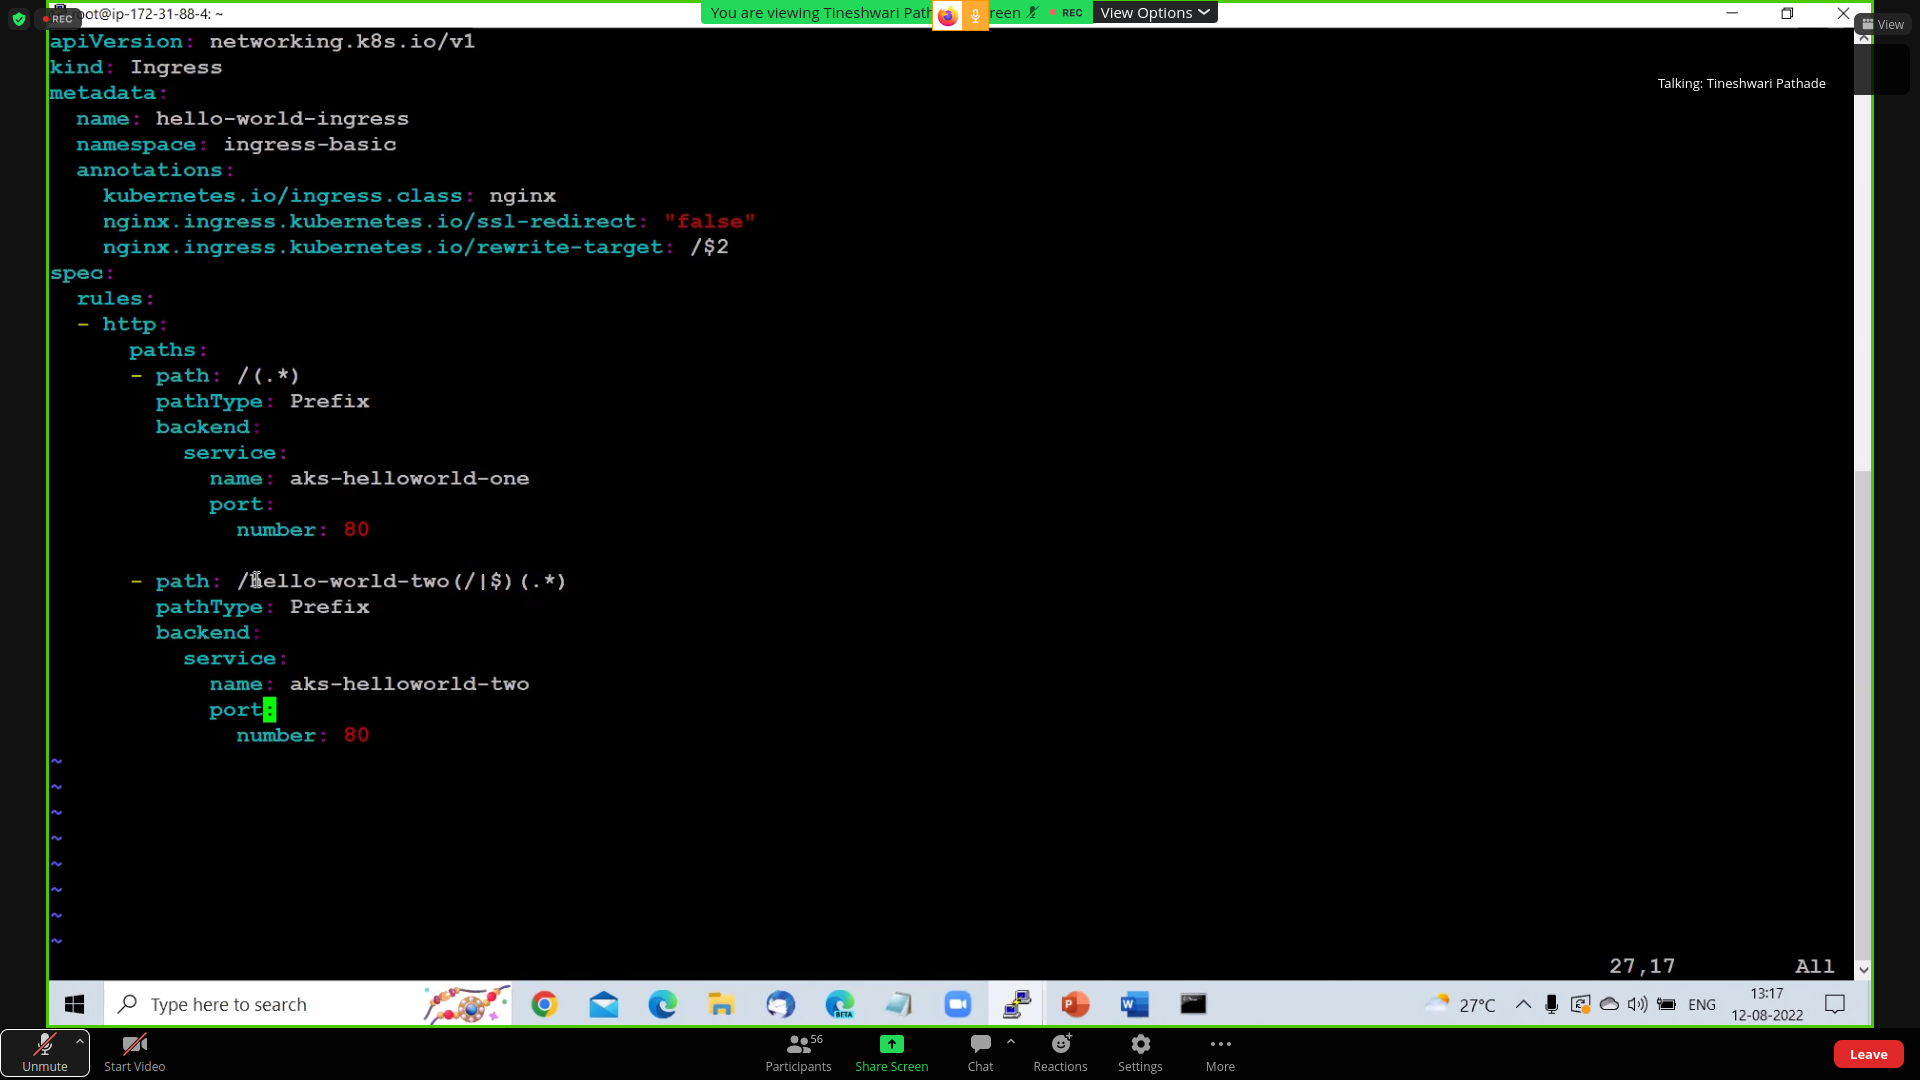 REC
root@ip-172-31-88-4: ~
You are viewing Tineshwari Path
reen
REC
View Options
View
Talking: Tineshwari Pathade
apiVersion: networking.k8s.io/v1
kind: Ingress
metadata:
  name: hello-world-ingress
  namespace: ingress-basic
  annotations:
    kubernetes.io/ingress.class: nginx
    nginx.ingress.kubernetes.io/ssl-redirect: "false"
    nginx.ingress.kubernetes.io/rewrite-target: /$2
spec:
  rules:
  - http:
      paths:
      - path: /(.*)
        pathType: Prefix
        backend:
          service:
            name: aks-helloworld-one
            port:
              number: 80
      - path: /hello-world-two(/|$)(.*)
        pathType: Prefix
        backend:
          service:
            name: aks-helloworld-two
            port:
              number: 80
~
~
~
~
~
~
~
~
27,17 All
Type here to search
BETA
27°C
ENG
13:17
12-08-2022
Unmute
Start Video
56
Participants
Share Screen
Chat
Reactions
Settings
More
Leave